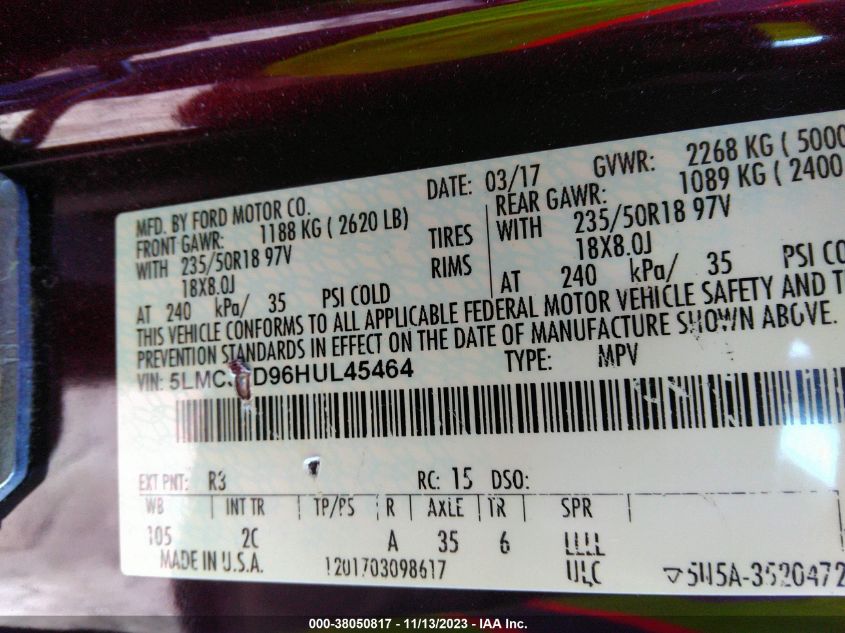 DATE: 03/17 GVWR: 2268 KG ( 5000
MFD. BY FORD MOTOR CO. REAR GAWR: 1089 KG ( 2400
FRONT GAWR: 1188 KG ( 2620 LB) TIRES WITH 235/50R18 97V
WITH 235/50R18 97V RIMS 18X8.0J
18X8.0J AT 240 kPa/ 35 PSI CO
AT 240 kPa/ 35 PSI COLD
THIS VEHICLE CONFORMS TO ALL APPLICABLE FEDERAL MOTOR VEHICLE SAFETY AND T
PREVENTION STANDARDS IN EFFECT ON THE DATE OF MANUFACTURE SHOWN ABOVE.
VIN: 5LMC D96HUL45464 TYPE: MPV
EXT PNT: R3 RC: 15 DSO:
WB INT TR TP/PS R AXLE TR SPR
105 2C A 35 6 LLLL
MADE IN U.S.A. 1201703098617 ULC
000-38050817 - 11/13/2023 - IAA Inc.